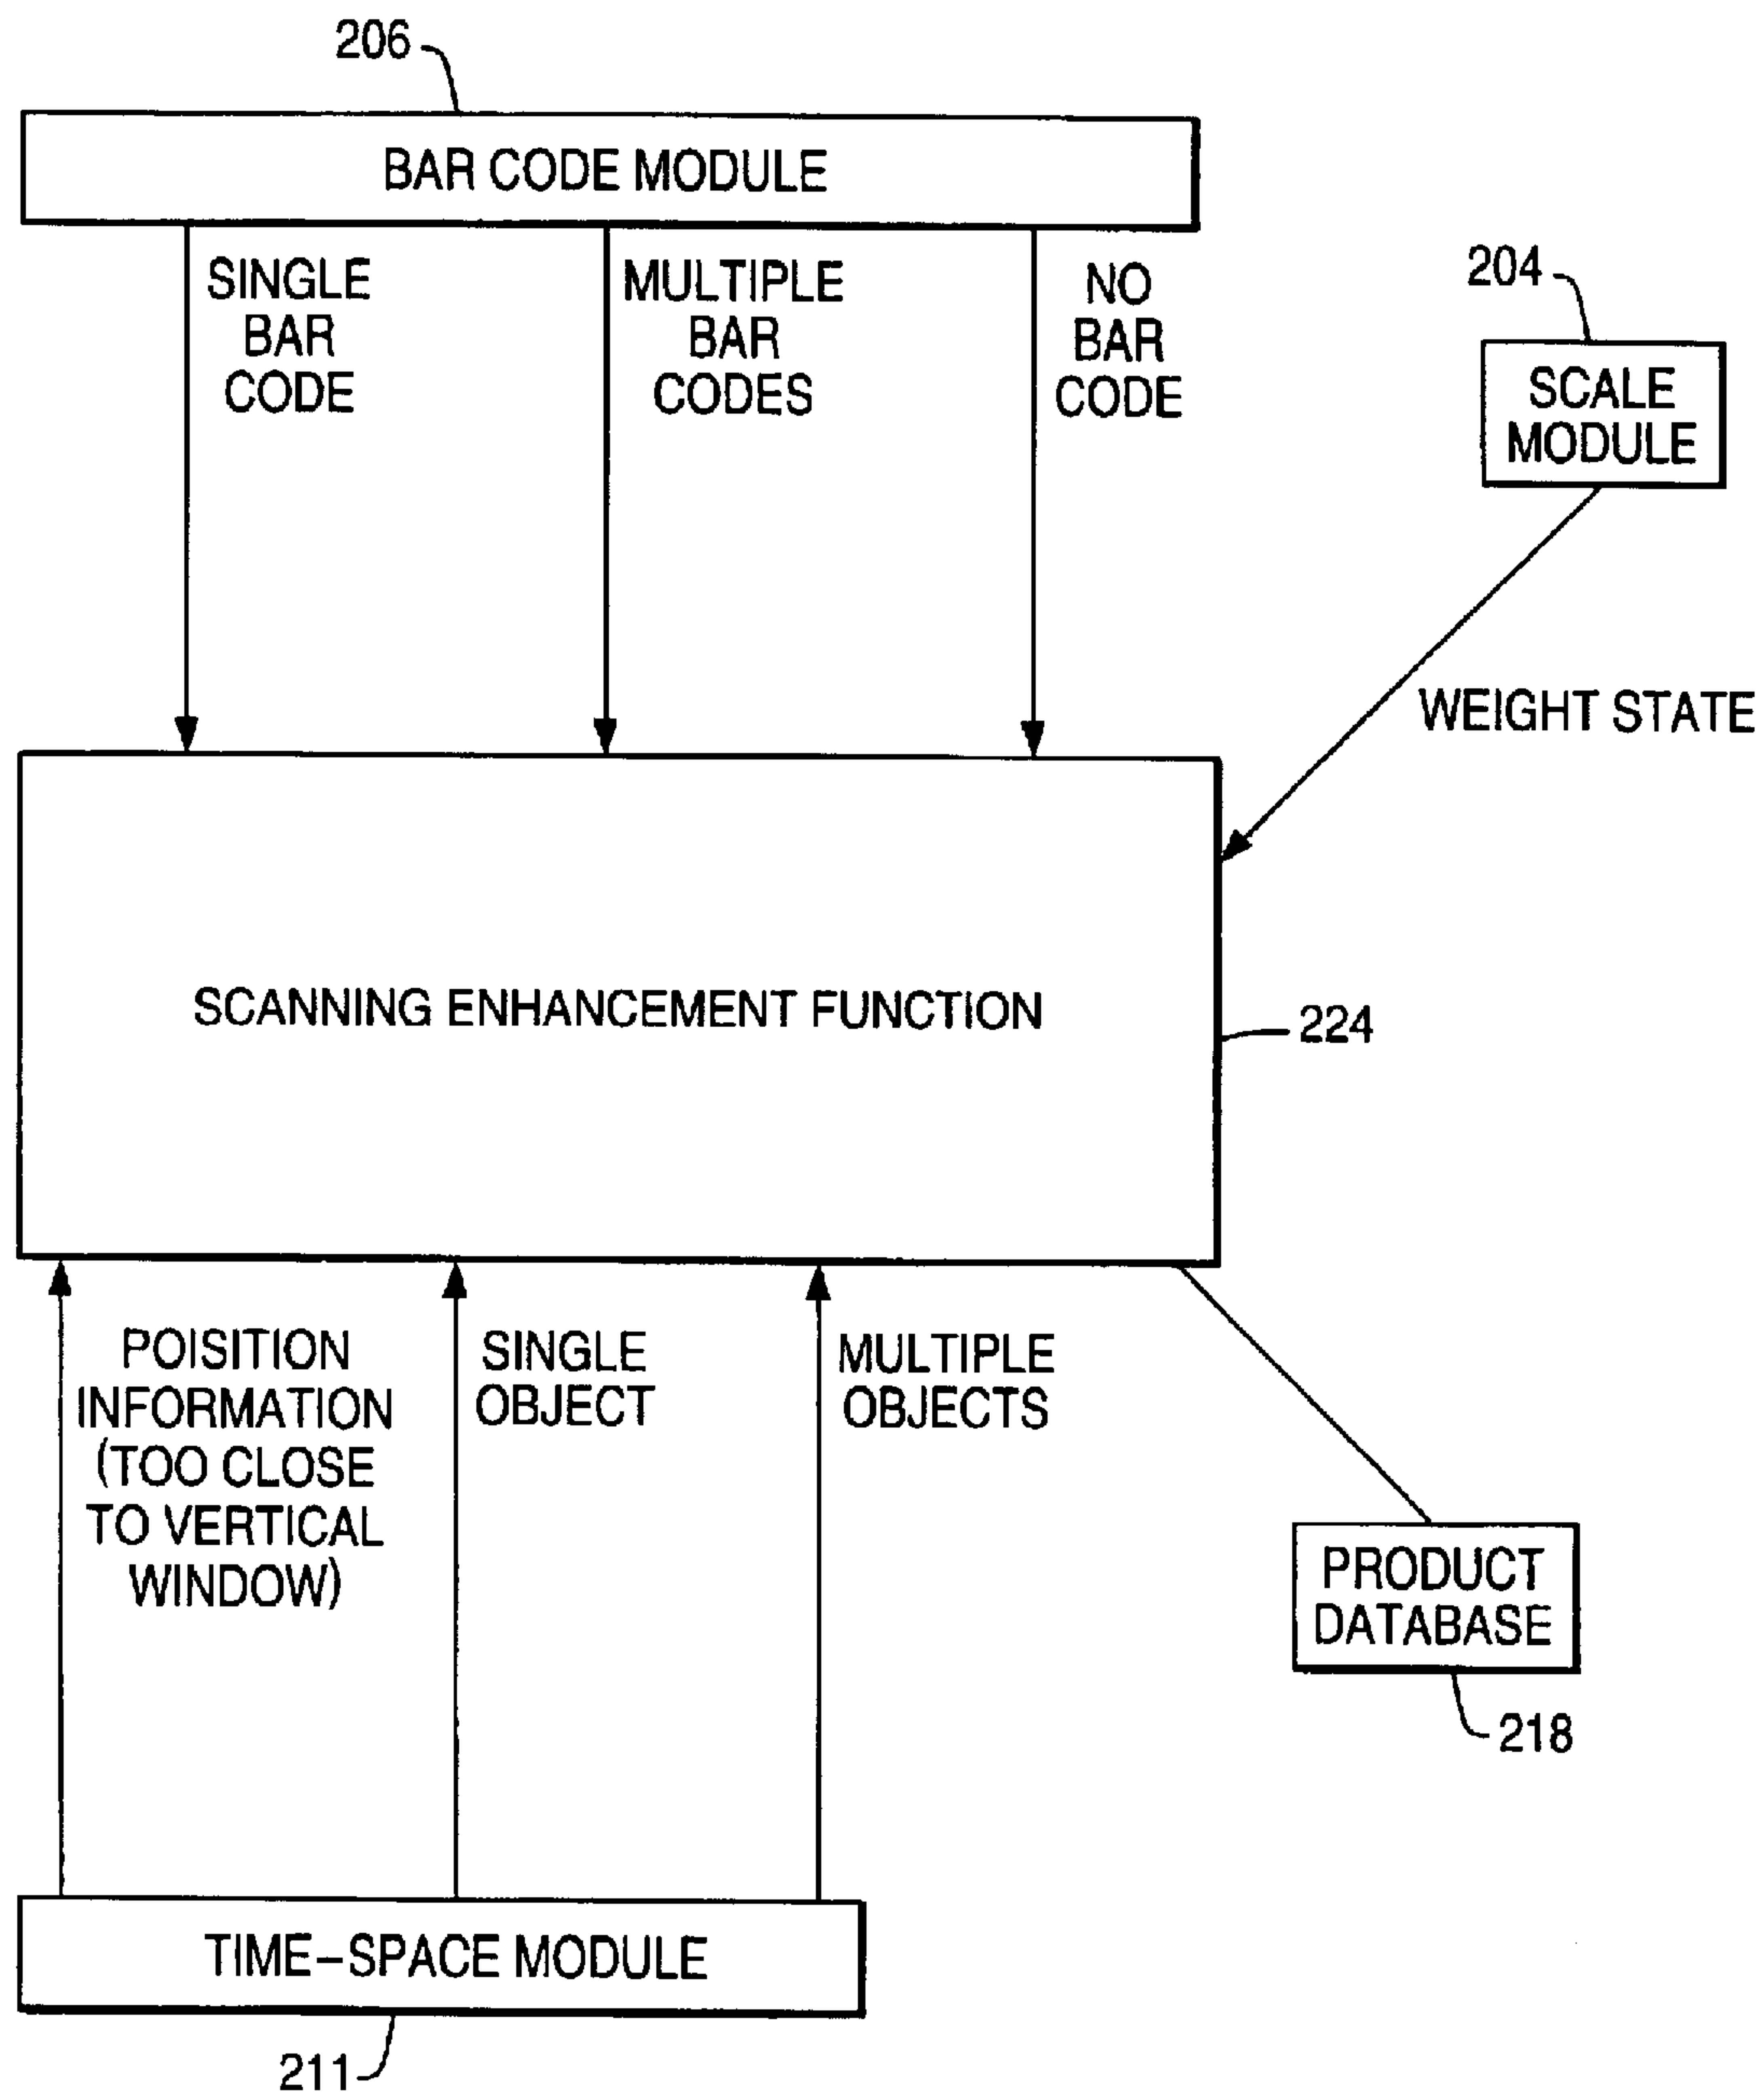 206
BAR CODE MODULE
SINGLE
BAR
CODE
MULTIPLE
BAR
CODES
NO
BAR
CODE
204
SCALE
MODULE
WEIGHT STATE
SCANNING ENHANCEMENT FUNCTION
224
POISITION
INFORMATION
(TOO CLOSE
TO VERTICAL
WINDOW)
SINGLE
OBJECT
MULTIPLE
OBJECTS
PRODUCT
DATABASE
218
TIME-SPACE MODULE
211